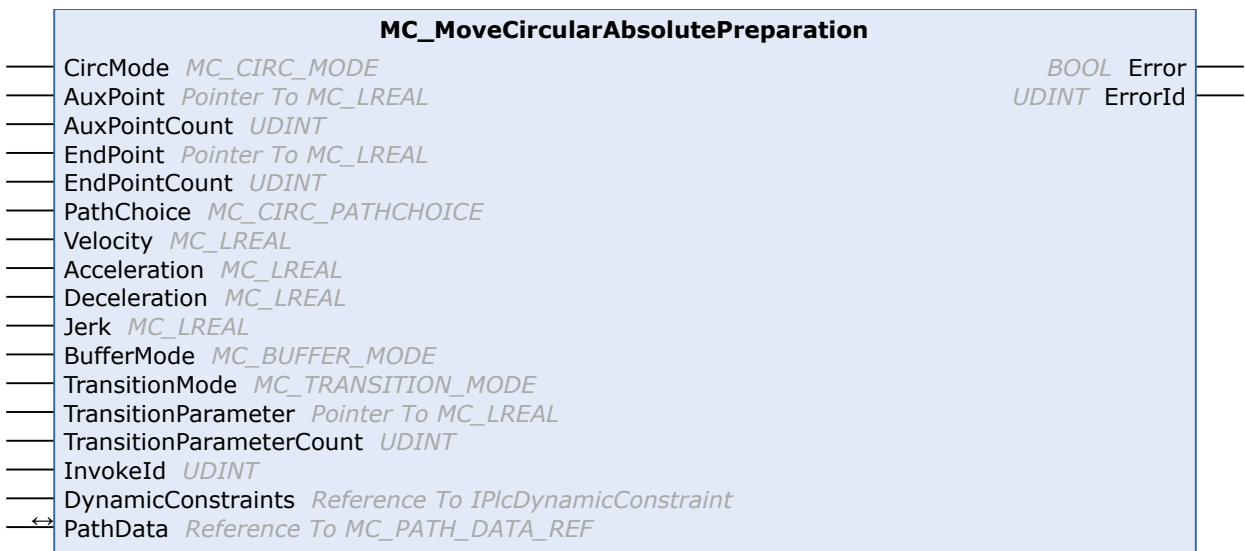 MC_MoveCircularAbsolutePreparation
CircMode MC_CIRC_MODE BOOL Error
AuxPoint Pointer To MC_LREAL UDINT ErrorId
AuxPointCount UDINT
EndPoint Pointer To MC_LREAL
EndPointCount UDINT
PathChoice MC_CIRC_PATHCHOICE
Velocity MC_LREAL
Acceleration MC_LREAL
Deceleration MC_LREAL
Jerk MC_LREAL
BufferMode MC_BUFFER_MODE
TransitionMode MC_TRANSITION_MODE
TransitionParameter Pointer To MC_LREAL
TransitionParameterCount UDINT
InvokeId UDINT
DynamicConstraints Reference To IPlcDynamicConstraint
↔ PathData Reference To MC_PATH_DATA_REF